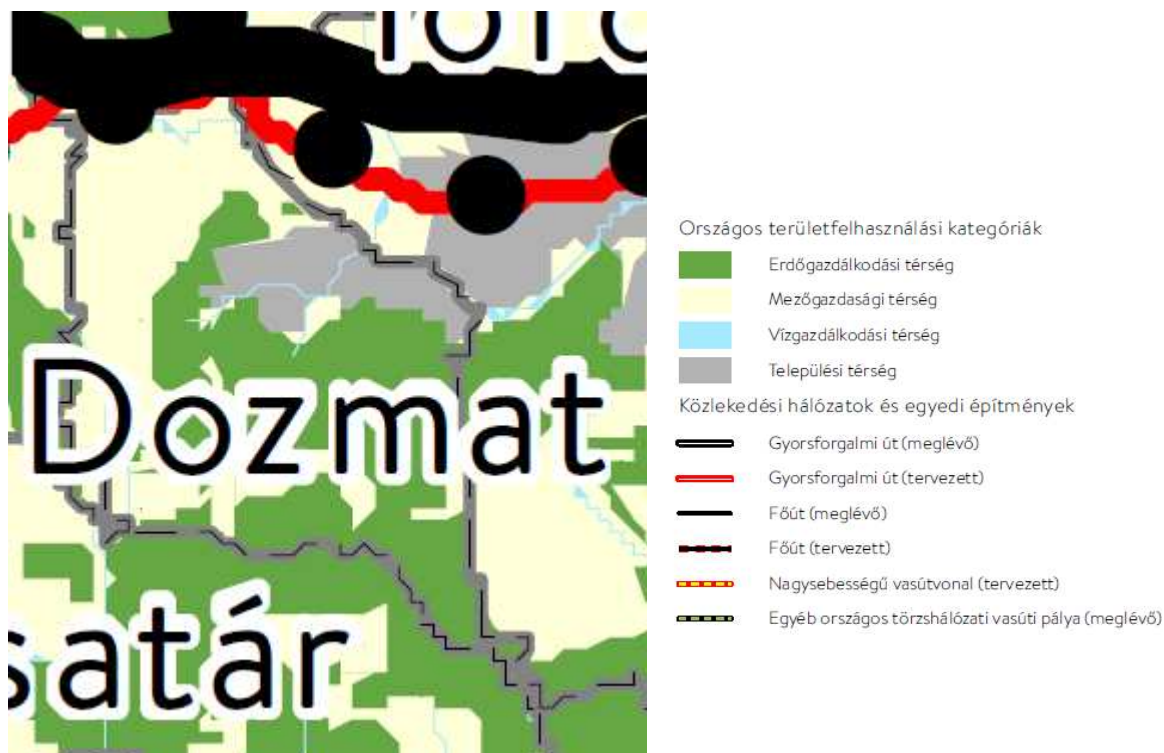 Dozmat
satár
Országos területfelhasználási kategóriák
Erdőgazdálkodási térség
Mezőgazdasági térség
Vízgazdálkodási térség
Települési térség
Közlekedési hálózatok és egyedi építmények
Gyorsforgalmi út (meglévő)
Gyorsforgalmi út (tervezett)
Főút (meglévő)
Főút (tervezett)
Nagysebességű vasútvonal (tervezett)
Egyéb országos törzshálózati vasúti pálya (meglévő)